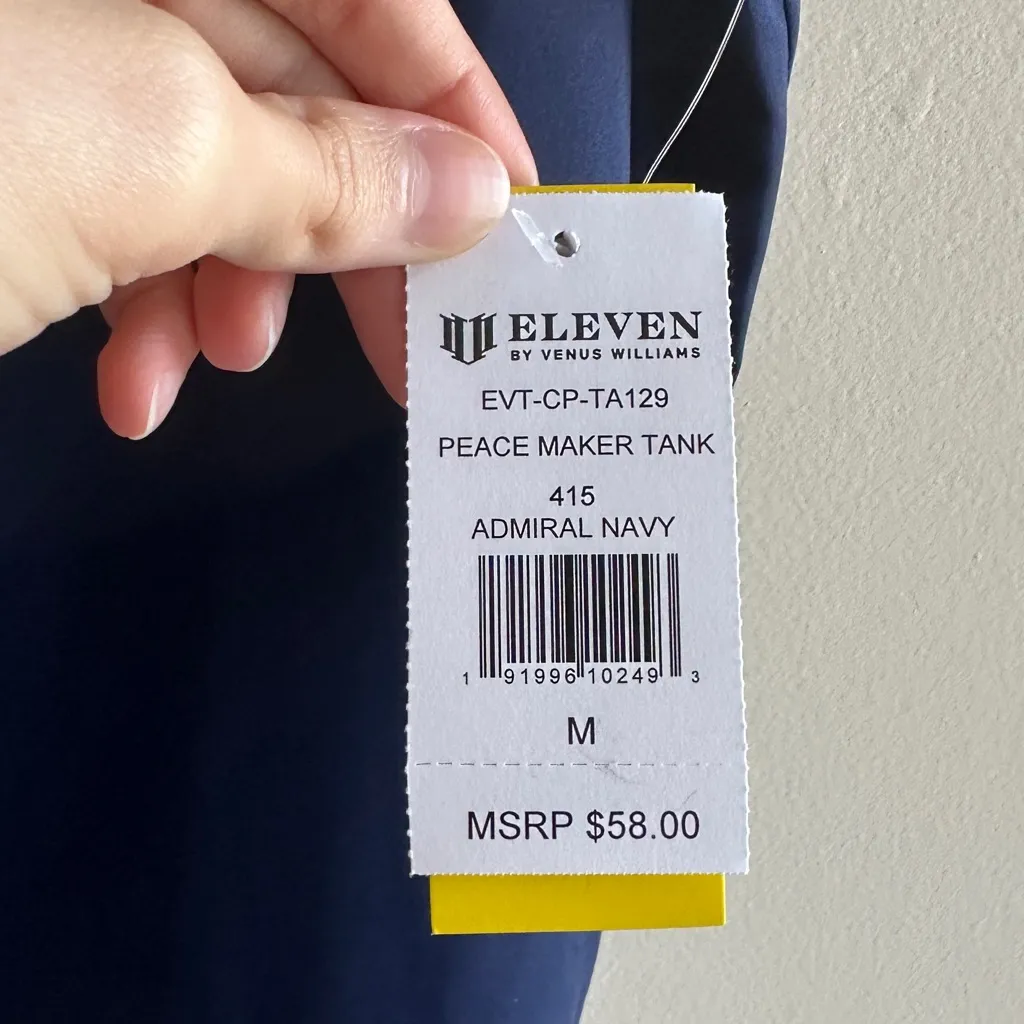 ELEVEN
BY VENUS WILLIAMS
EVT-CP-TA129
PEACE MAKER TANK
415
ADMIRAL NAVY
1 91996 10249 3
M
MSRP $58.00